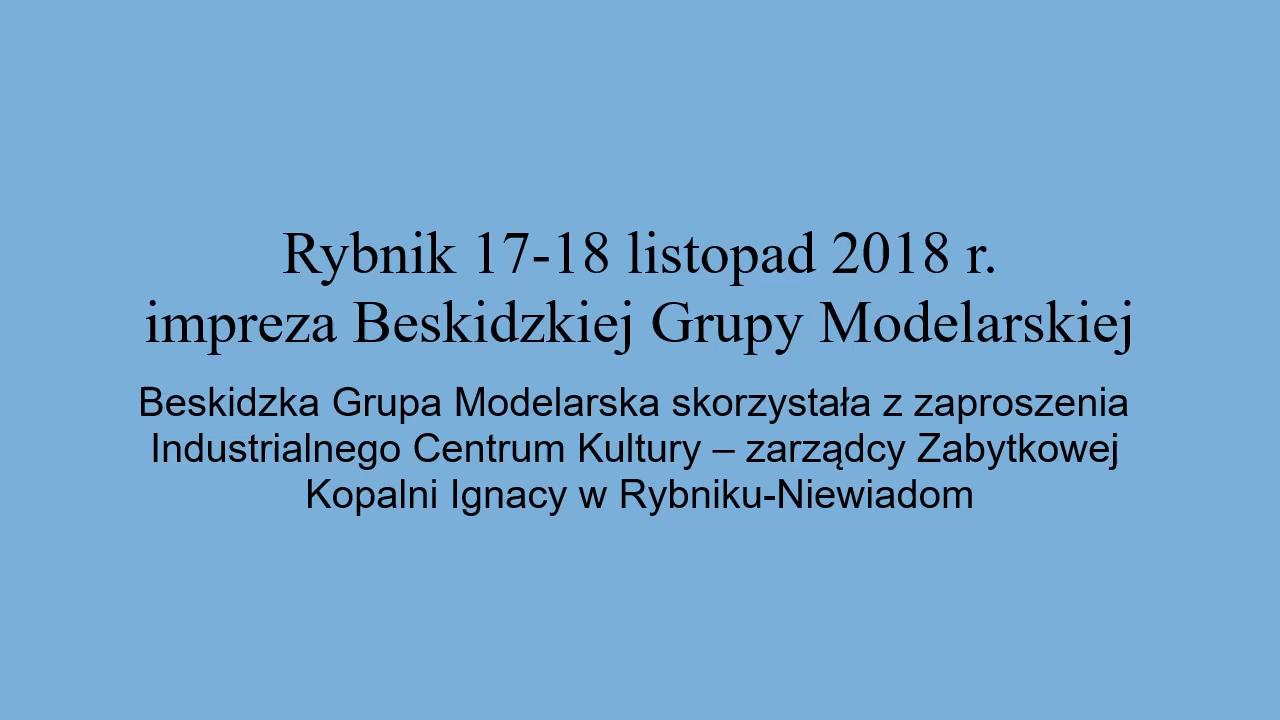 Rybnik 17-18 listopad 2018 r.
impreza Beskidzkiej Grupy Modelarskiej
Beskidzka Grupa Modelarska skorzystała z zaproszenia
Industrialnego Centrum Kultury – zarządcy Zabytkowej
Kopalni Ignacy w Rybniku-Niewiadom